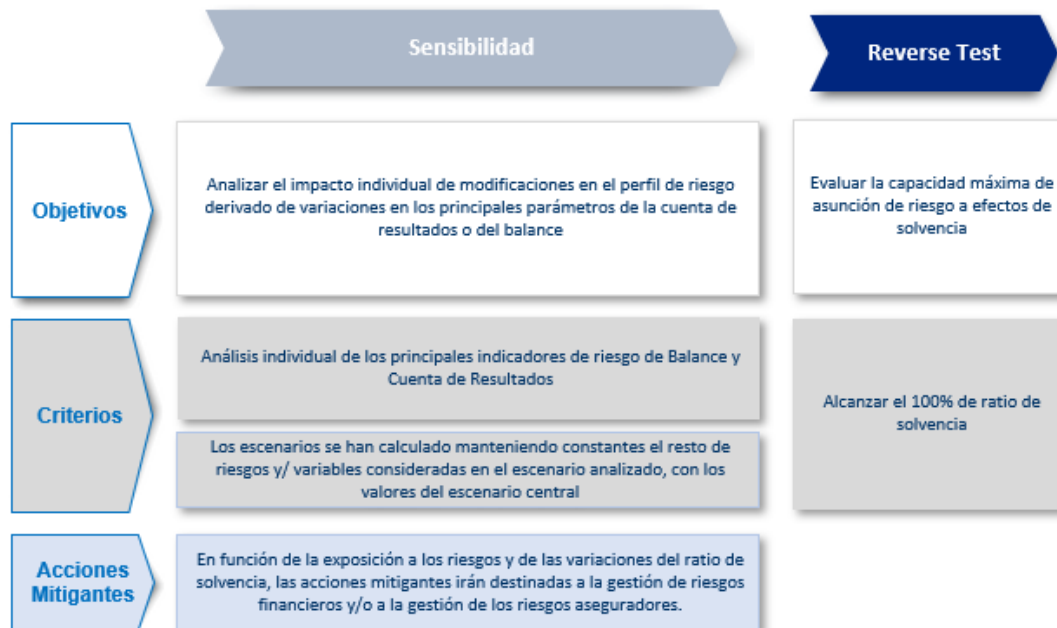 Sensibilidad
Reverse Test
Objetivos
Analizar el impacto individual de modificaciones en el perfil de riesgo
derivado de variaciones en los principales parámetros de la cuenta de
resultados o del balance
Evaluar la capacidad máxima de
asunción de riesgo a efectos de
solvencia
Criterios
Análisis individual de los principales indicadores de riesgo de Balance y
Cuenta de Resultados
Los escenarios se han calculado manteniendo constantes el resto de
riesgos y/ variables consideradas en el escenario analizado, con los
valores del escenario central
Alcanzar el 100% de ratio de
solvencia
Acciones
Mitigantes
En función de la exposición a los riesgos y de las variaciones del ratio de
solvencia, las acciones mitigantes irán destinadas a la gestión de riesgos
financieros y/o a la gestión de los riesgos aseguradores.